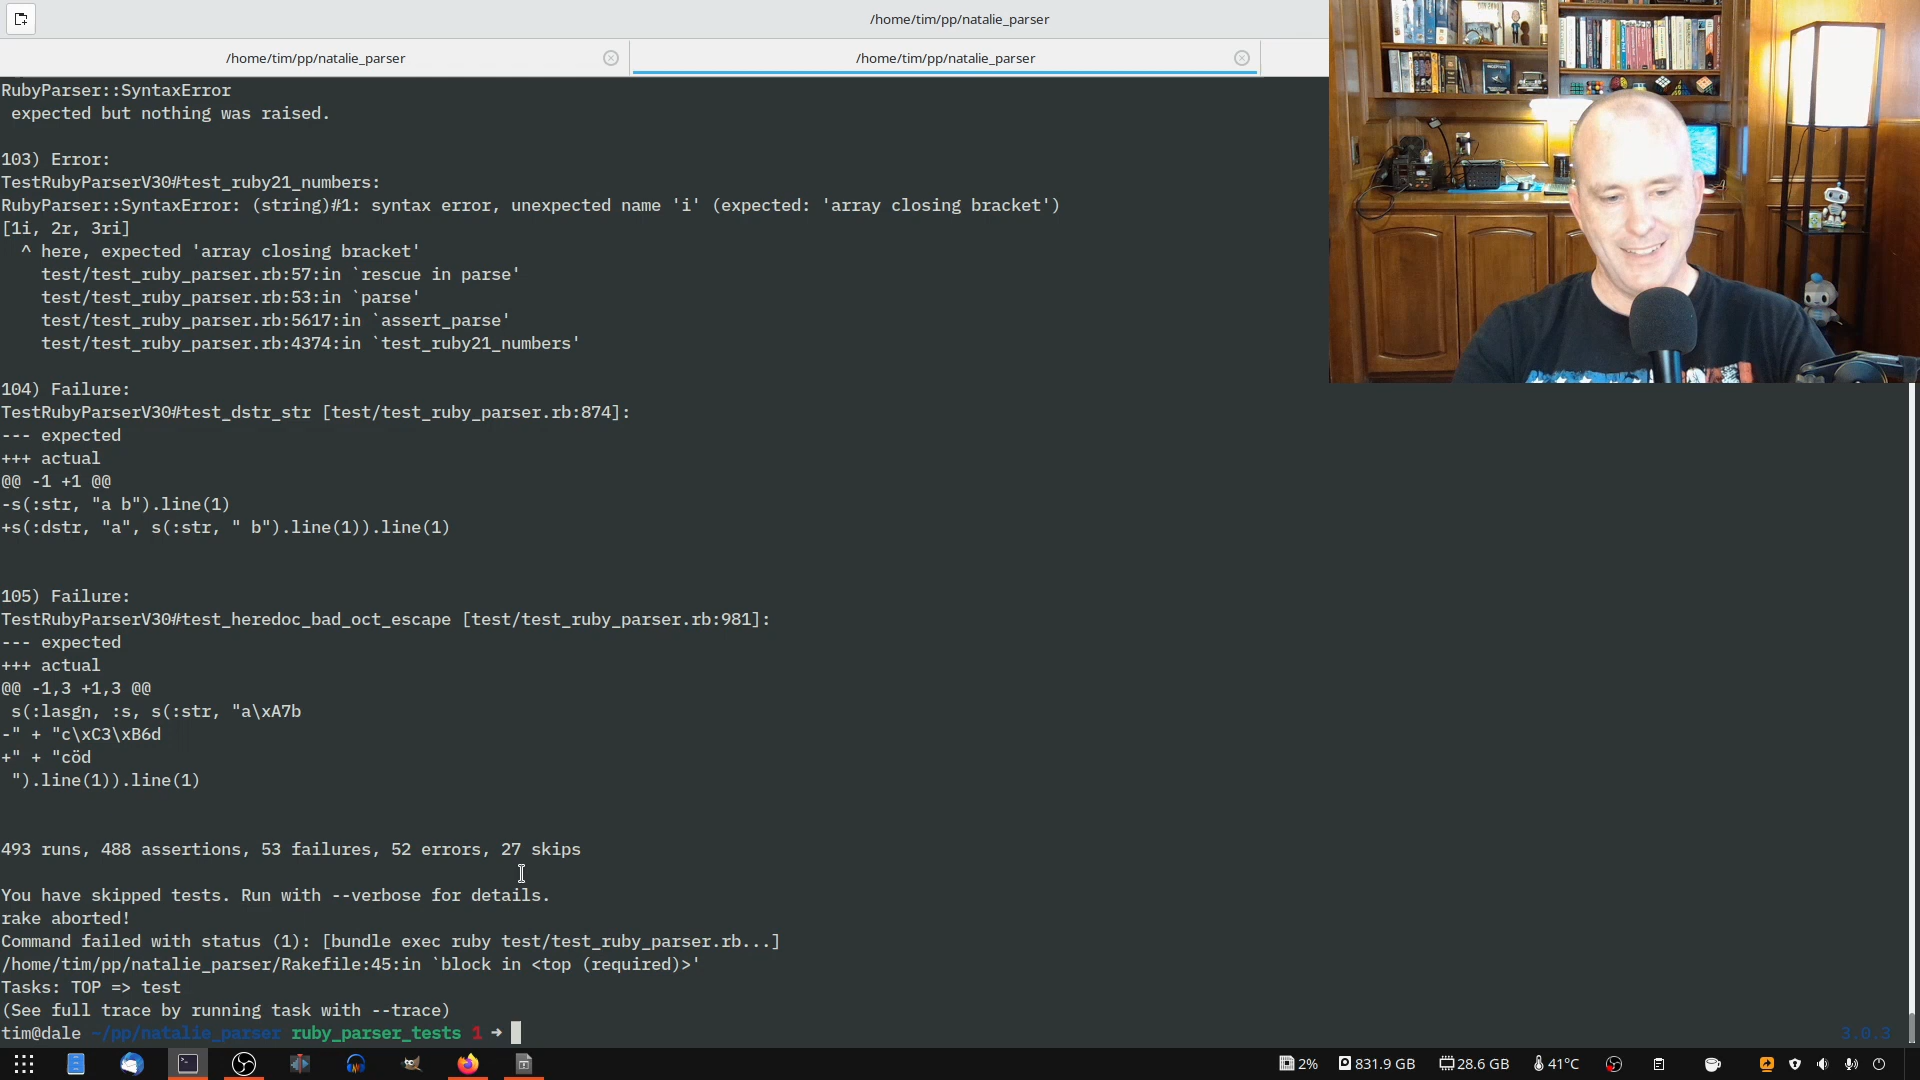 /home/tim/pp/natalie_parser
/home/tim/pp/natalie_parser
/home/tim/pp/natalie_parser
RubyParser::SyntaxError
 expected but nothing was raised.
103) Error:
TestRubyParserV30#test_ruby21_numbers:
RubyParser::SyntaxError: (string)#1: syntax error, unexpected name 'i' (expected: 'array closing bracket')
[1i, 2r, 3ri]
  ^ here, expected 'array closing bracket'
    test/test_ruby_parser.rb:57:in `rescue in parse'
    test/test_ruby_parser.rb:53:in `parse'
    test/test_ruby_parser.rb:5617:in `assert_parse'
    test/test_ruby_parser.rb:4374:in `test_ruby21_numbers'
104) Failure:
TestRubyParserV30#test_dstr_str [test/test_ruby_parser.rb:874]:
--- expected
+++ actual
@@ -1 +1 @@
-s(:str, "a b").line(1)
+s(:dstr, "a", s(:str, " b").line(1)).line(1)
105) Failure:
TestRubyParserV30#test_heredoc_bad_oct_escape [test/test_ruby_parser.rb:981]:
--- expected
+++ actual
@@ -1,3 +1,3 @@
 s(:lasgn, :s, s(:str, "a\xA7b
-" + "c\xC3\xB6d
+" + "cöd
 ").line(1)).line(1)
493 runs, 488 assertions, 53 failures, 52 errors, 27 skips
You have skipped tests. Run with --verbose for details.
rake aborted!
Command failed with status (1): [bundle exec ruby test/test_ruby_parser.rb...]
/home/tim/pp/natalie_parser/Rakefile:45:in `block in <top (required)>'
Tasks: TOP => test
(See full trace by running task with --trace)
tim@dale ~/pp/natalie_parser ruby_parser_tests 1 → 3.0.3
2% 831.9 GB 28.6 GB 41°C